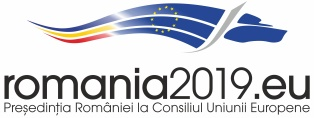 romania2019.eu
Președinția României la Consiliul Uniunii Europene